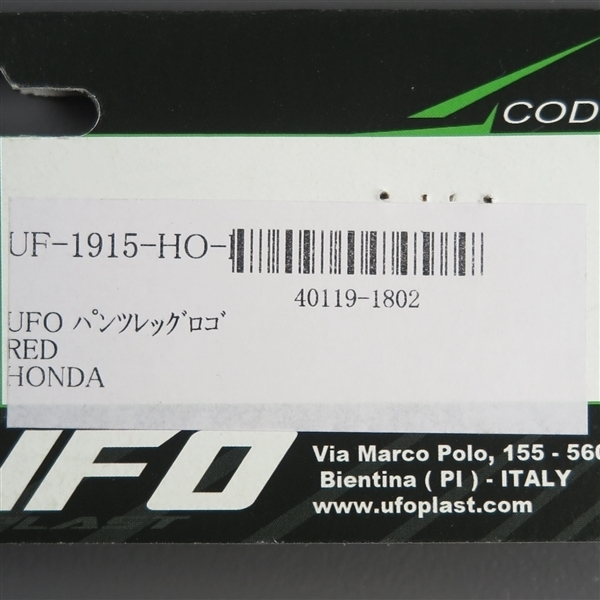 COD
UF-1915-HO-
40119-1802
UFO ﾊﾟﾝﾂﾚｯｸﾞﾛｺﾞ
RED
HONDA
UFO
PLAST
Via Marco Polo, 155 - 560
Bientina ( PI ) - ITALY
www.ufoplast.com